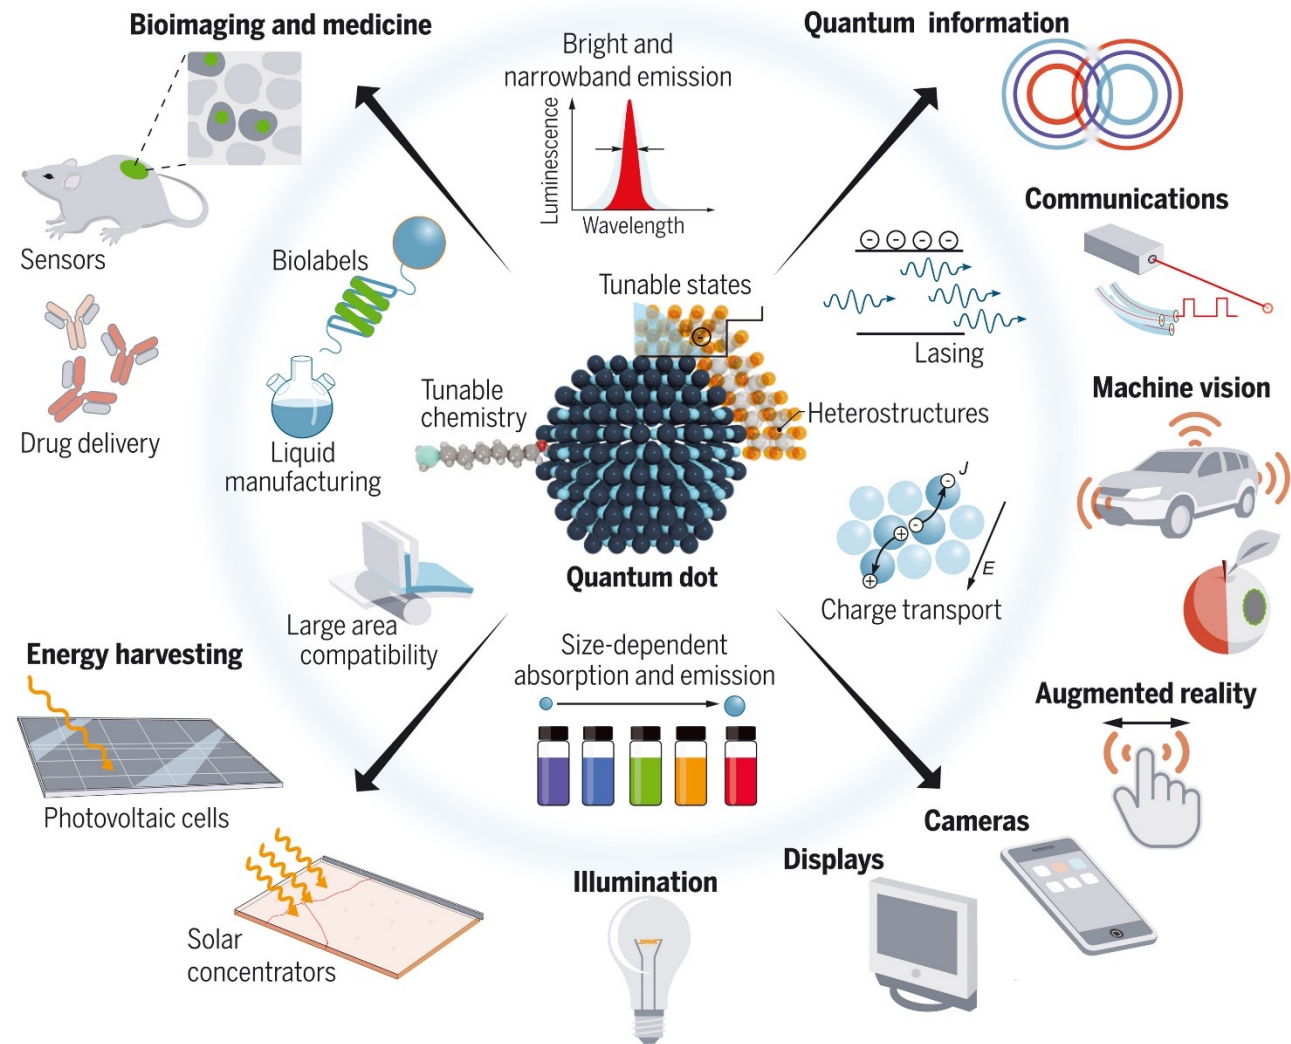 Bioimaging and medicine
Sensors
Drug delivery
Quantum information
Communications
Machine vision
Augmented reality
Cameras
Displays
Illumination
Energy harvesting
Photovoltaic cells
Solar
concentrators
Bright and
narrowband emission
Luminescence
Wavelength
Biolabels
Liquid
manufacturing
Tunable
chemistry
Tunable states
-
Heterostructures
Quantum dot
- - - -
Lasing
J
-
-
+
+
E
Charge transport
Large area
compatibility
Size-dependent
absorption and emission